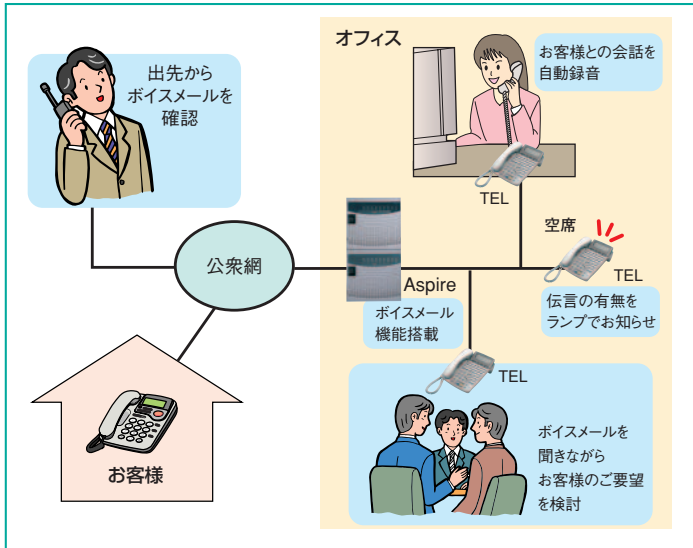 出先から
ボイスメールを
確認
オフィス
お客様との会話を
自動録音
TEL
空席
TEL
伝言の有無を
ランプでお知らせ
公衆網
Aspire
ボイスメール
機能搭載
TEL
お客様
ボイスメールを
聞きながら
お客様のご要望
を検討